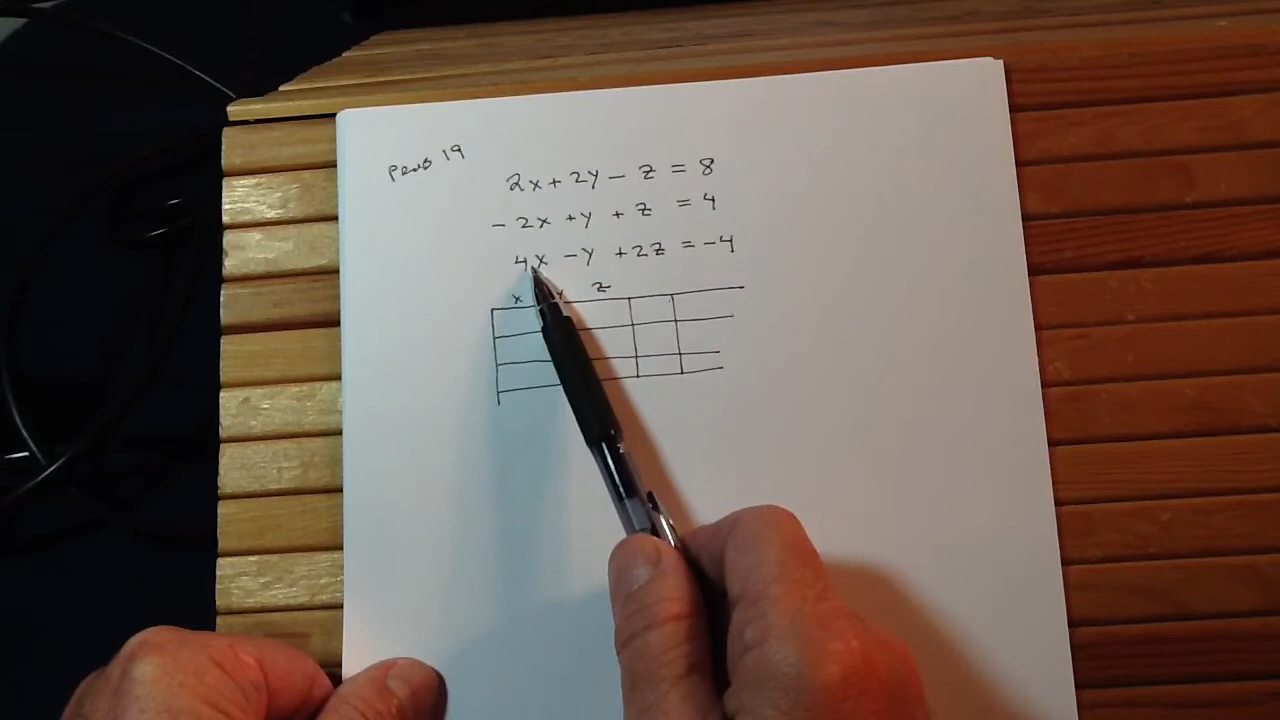 PROB 19
2x + 2y - z = 8
- 2x + y + z = 4
4x - y + 2z = -4
x y z